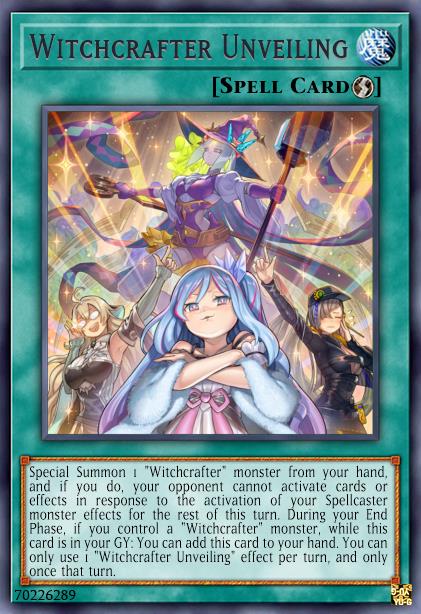 WITCHCRAFTER UNVEILING
魔
[SPELL CARD]
Special Summon 1 "Witchcrafter" monster from your hand,
and if you do, your opponent cannot activate cards or
effects in response to the activation of your Spellcaster
monster effects for the rest of this turn. During your End
Phase, if you control a "Witchcrafter" monster, while this
card is in your GY: You can add this card to your hand. You can
only use 1 "Witchcrafter Unveiling" effect per turn, and only
once that turn.
70226289